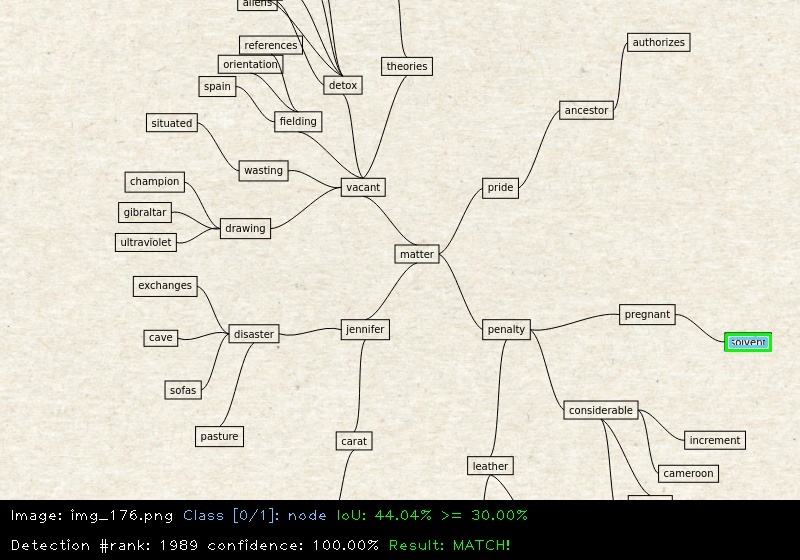 aliens
references
authorizes
orientation
theories
spain
detox
ancestor
fielding
situated
wasting
champion
vacant
pride
gibraltar
drawing
ultraviolet
matter
exchanges
pregnant
cave
disaster
jennifer
penalty
solvent
sofas
considerable
pasture
carat
increment
leather
cameroon
Image: img_176.png Class [0/1]: node IoU: 44.04% >= 30.00%
Detection #rank: 1989 confidence: 100.00% Result: MATCH!